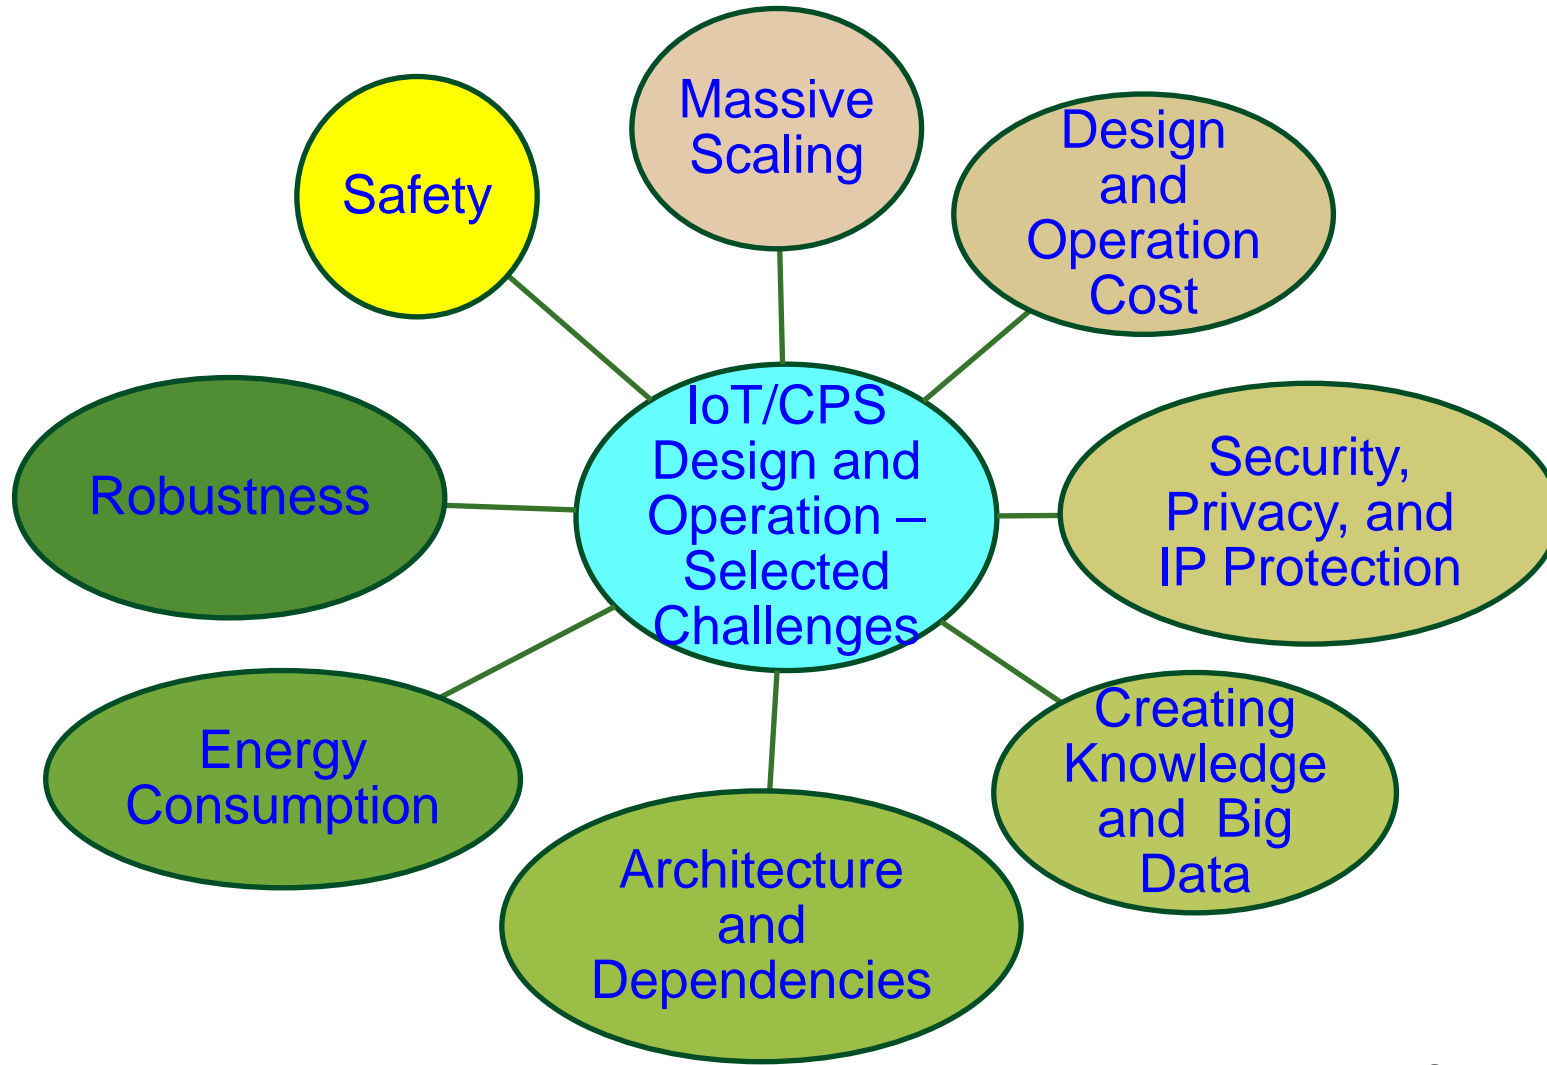 Massive
Scaling
Design
and
Operation
Cost
Safety
IoT/CPS
Design and
Operation –
Selected
Challenges
Security,
Privacy, and
IP Protection
Robustness
Creating
Knowledge
and  Big
Data
Energy
Consumption
Architecture
and
Dependencies